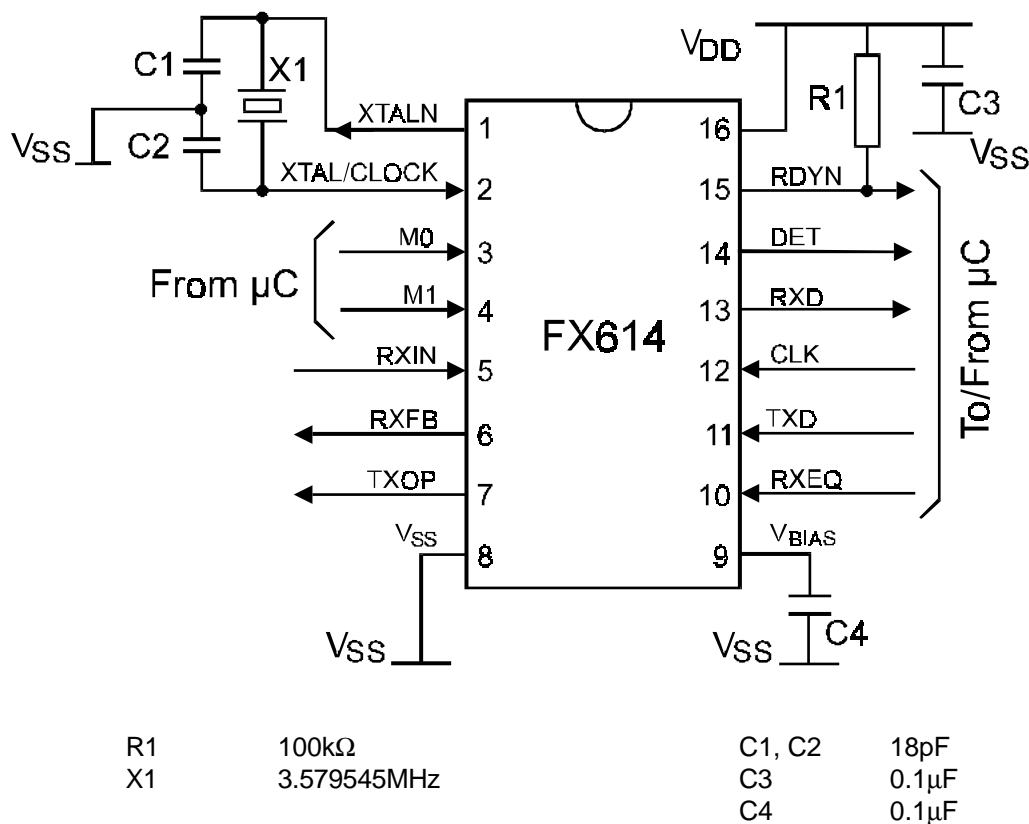 VDD
C1
X1
R1
C3
VSS
C2
VSS
XTALN
1
16
XTAL/CLOCK
2
15
RDYN
M0
3
14
DET
From µC
M1
4
13
RXD
FX614
To/From µC
RXIN
5
12
CLK
RXFB
6
11
TXD
TXOP
7
10
RXEQ
VSS
8
9
VBIAS
VSS
VSS
C4
R1 100kΩ
X1 3.579545MHz
C1, C2 18pF
C3 0.1µF
C4 0.1µF